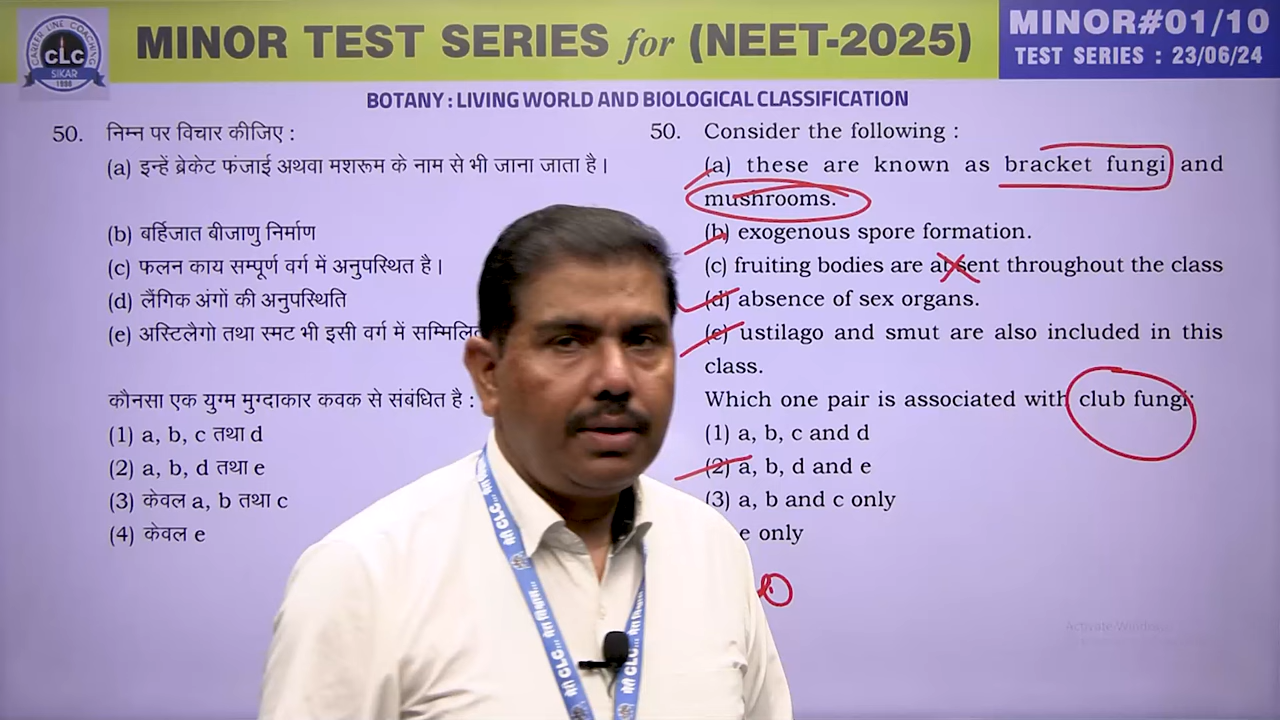 CAREER LINE COACHING
CLC
SIKAR
1996
MINOR TEST SERIES for (NEET-2025)
MINOR#01/10
TEST SERIES : 23/06/24
BOTANY : LIVING WORLD AND BIOLOGICAL CLASSIFICATION
50. निम्न पर विचार कीजिए :
(a) इन्हें ब्रेकेट फंजाई अथवा मशरूम के नाम से भी जाना जाता है।
(b) बर्हिजात बीजाणु निर्माण
(c) फलन काय सम्पूर्ण वर्ग में अनुपस्थित है।
(d) लैंगिक अंगों की अनुपस्थिति
(e) अस्टिलैगो तथा स्मट भी इसी वर्ग में
कौनसा एक युग्म मुग्दाकार कवक से संबंधित है :
(1) a, b, c तथा d
(2) a, b, d तथा e
(3) केवल a, b तथा c
(4) केवल e
50. Consider the following :
(a) these are known as bracket fungi and
mushrooms.
(b) exogenous spore formation.
(c) fruiting bodies are absent throughout the class
(d) absence of sex organs.
(e) ustilago and smut are also included in this
class.
Which one pair is associated with club fungi:
(1) a, b, c and d
(2) a, b, d and e
(3) a, b and c only
e only
मेरी CLC... मेरा विश्वास...
Activate Windows